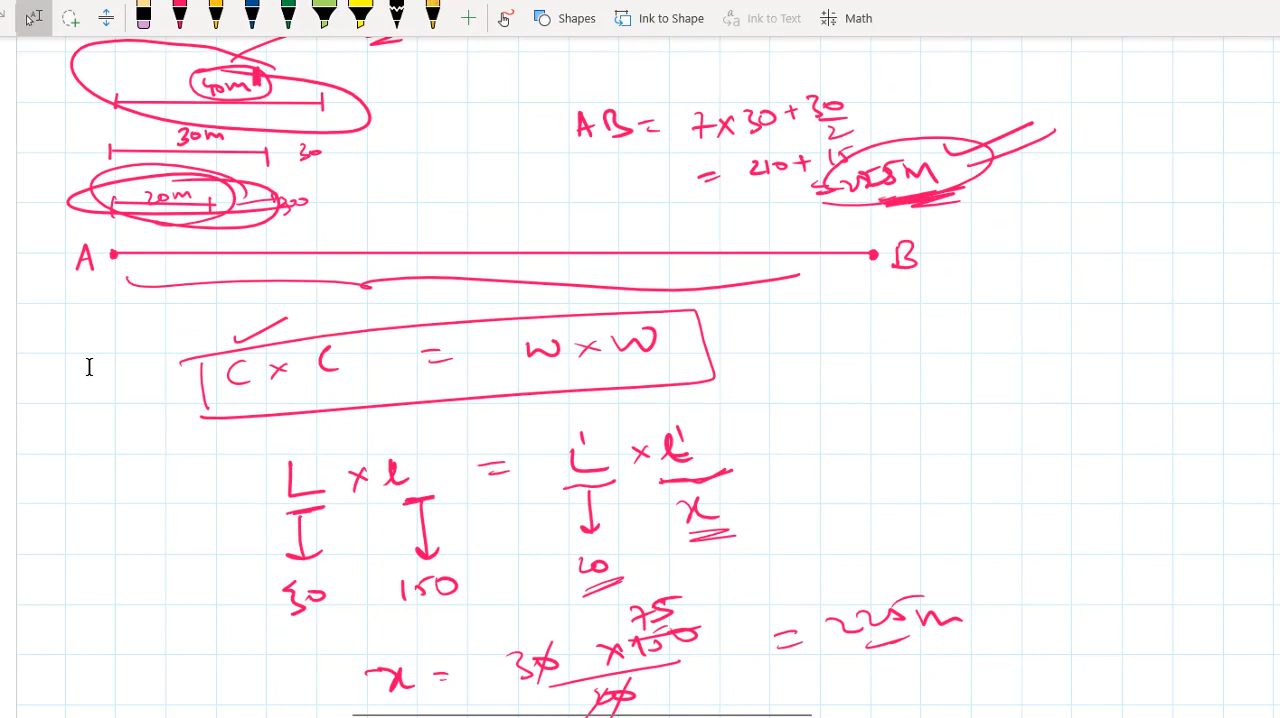 Shapes Ink to Shape Ink to Text Math
40m
30m
30
20m
30
AB = 7 x 30 + 30/2
= 210 + 15
= 225m
A B
C x C = W x W
L x l = L' x l'
x
30 150 20
75
x = 30 x 150 / 20 = 225m